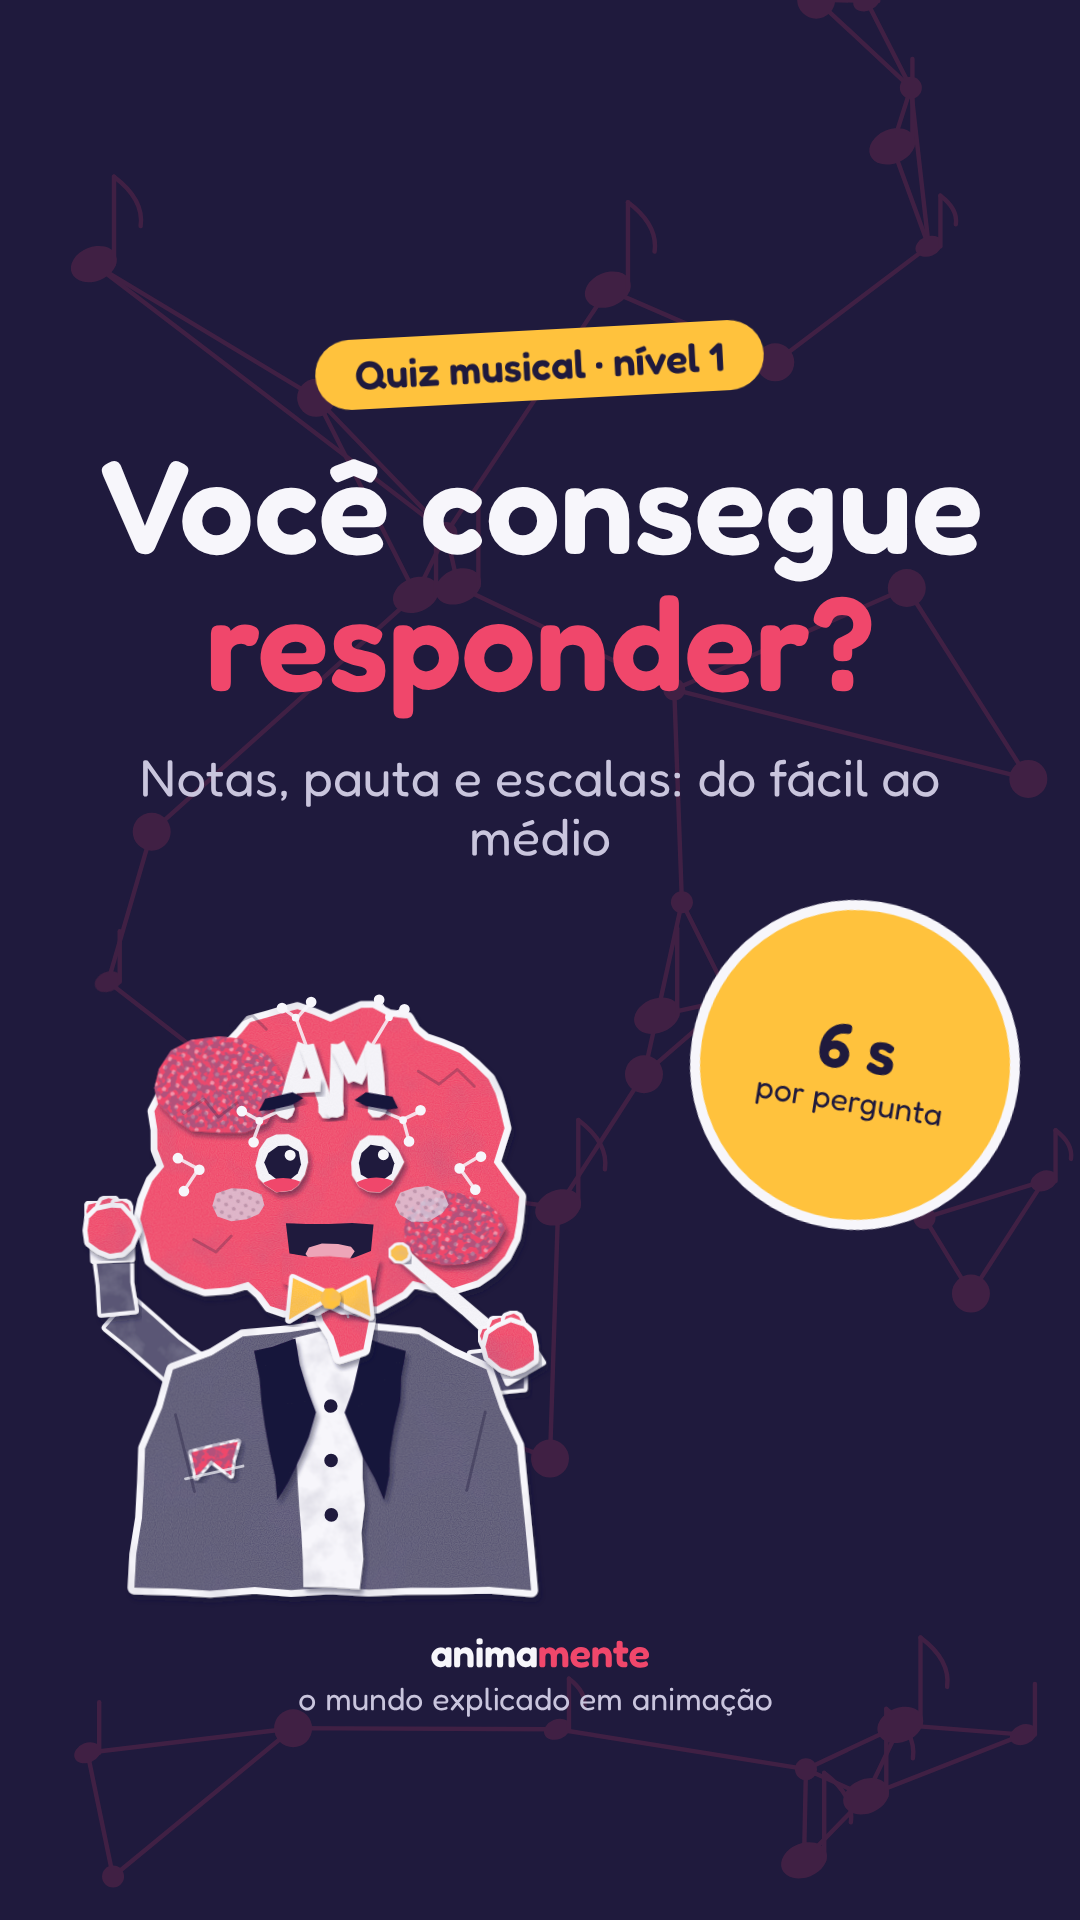 Quiz musical · nível 1
Você consegue
responder?
Notas, pauta e escalas: do fácil ao
médio
6 s
por pergunta
AM
animamente
o mundo explicado em animação